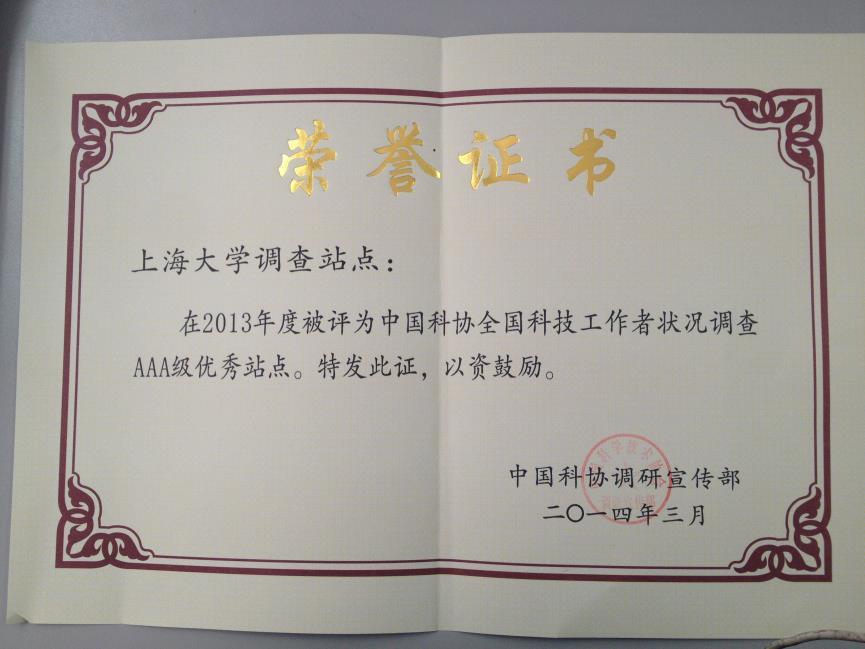 荣誉证书
上海大学调查站点：
在2013年度被评为中国科协全国科技工作者状况调查
AAA级优秀站点。特发此证，以资鼓励。
中国科协调研宣传部
二〇一四年三月